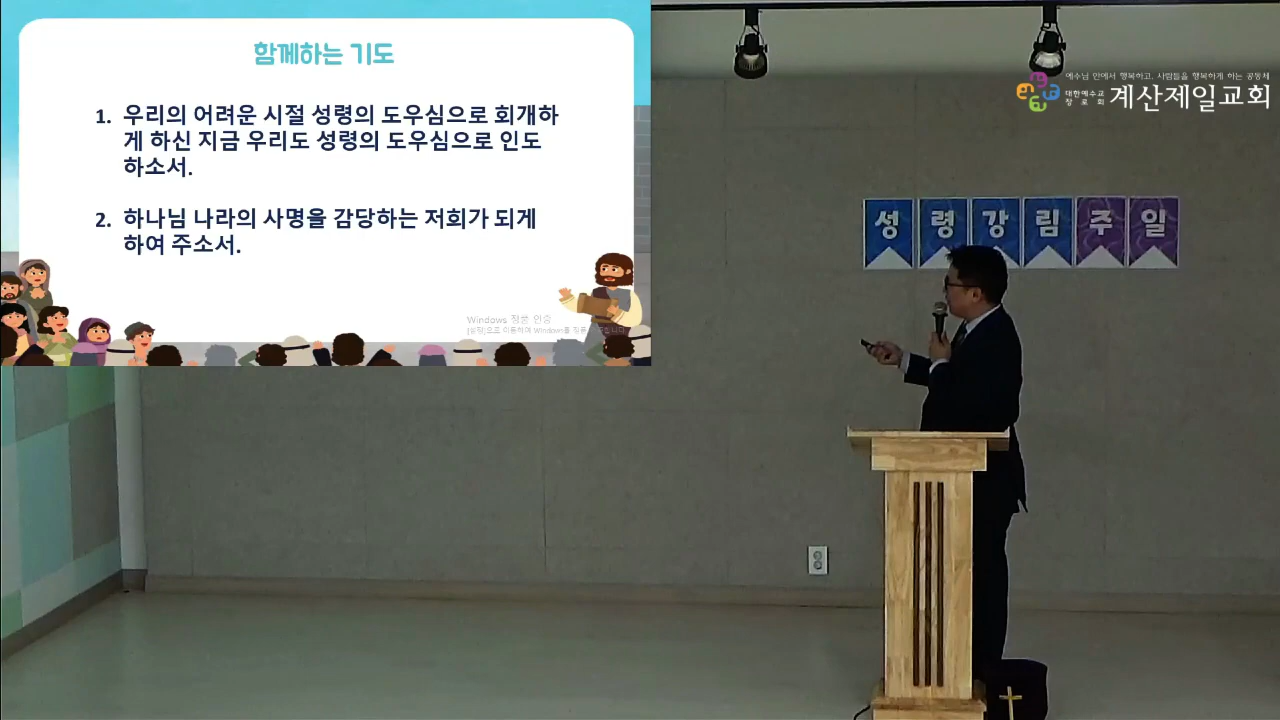 함께하는 기도
1. 우리의 어려운 시절 성령의 도우심으로 회개하
게 하신 지금 우리도 성령의 도우심으로 인도
하소서.
2. 하나님 나라의 사명을 감당하는 저희가 되게
하여 주소서.
Windows 정품 인증
예수님 안에서 행복하고, 사람들을 행복하게 하는 공동체
대한예수교
장로회
계산제일교회
성령강림주일